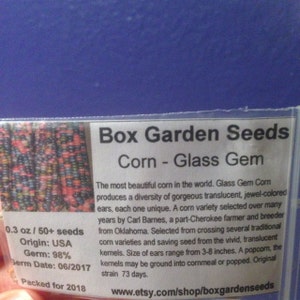 Box Garden Seeds
Corn - Glass Gem
The most beautiful corn in the world. Glass Gem Corn
produces a diversity of gorgeous translucent, jewel-colored
ears, each one unique. A corn variety selected over many
years by Carl Barnes, a part-Cherokee farmer and breeder
from Oklahoma. Selected from crossing several traditional
corn varieties and saving seed from the vivid, translucent
kernels. Size of ears range from 3-8 inches. A popcorn, the
kernels may be ground into cornmeal or popped. Original
strain 73 days.
0.3 oz / 50+ seeds
Origin: USA
Germ: 98%
Germ Date: 06/2017
Packed for 2018
www.etsy.com/shop/boxgardenseeds